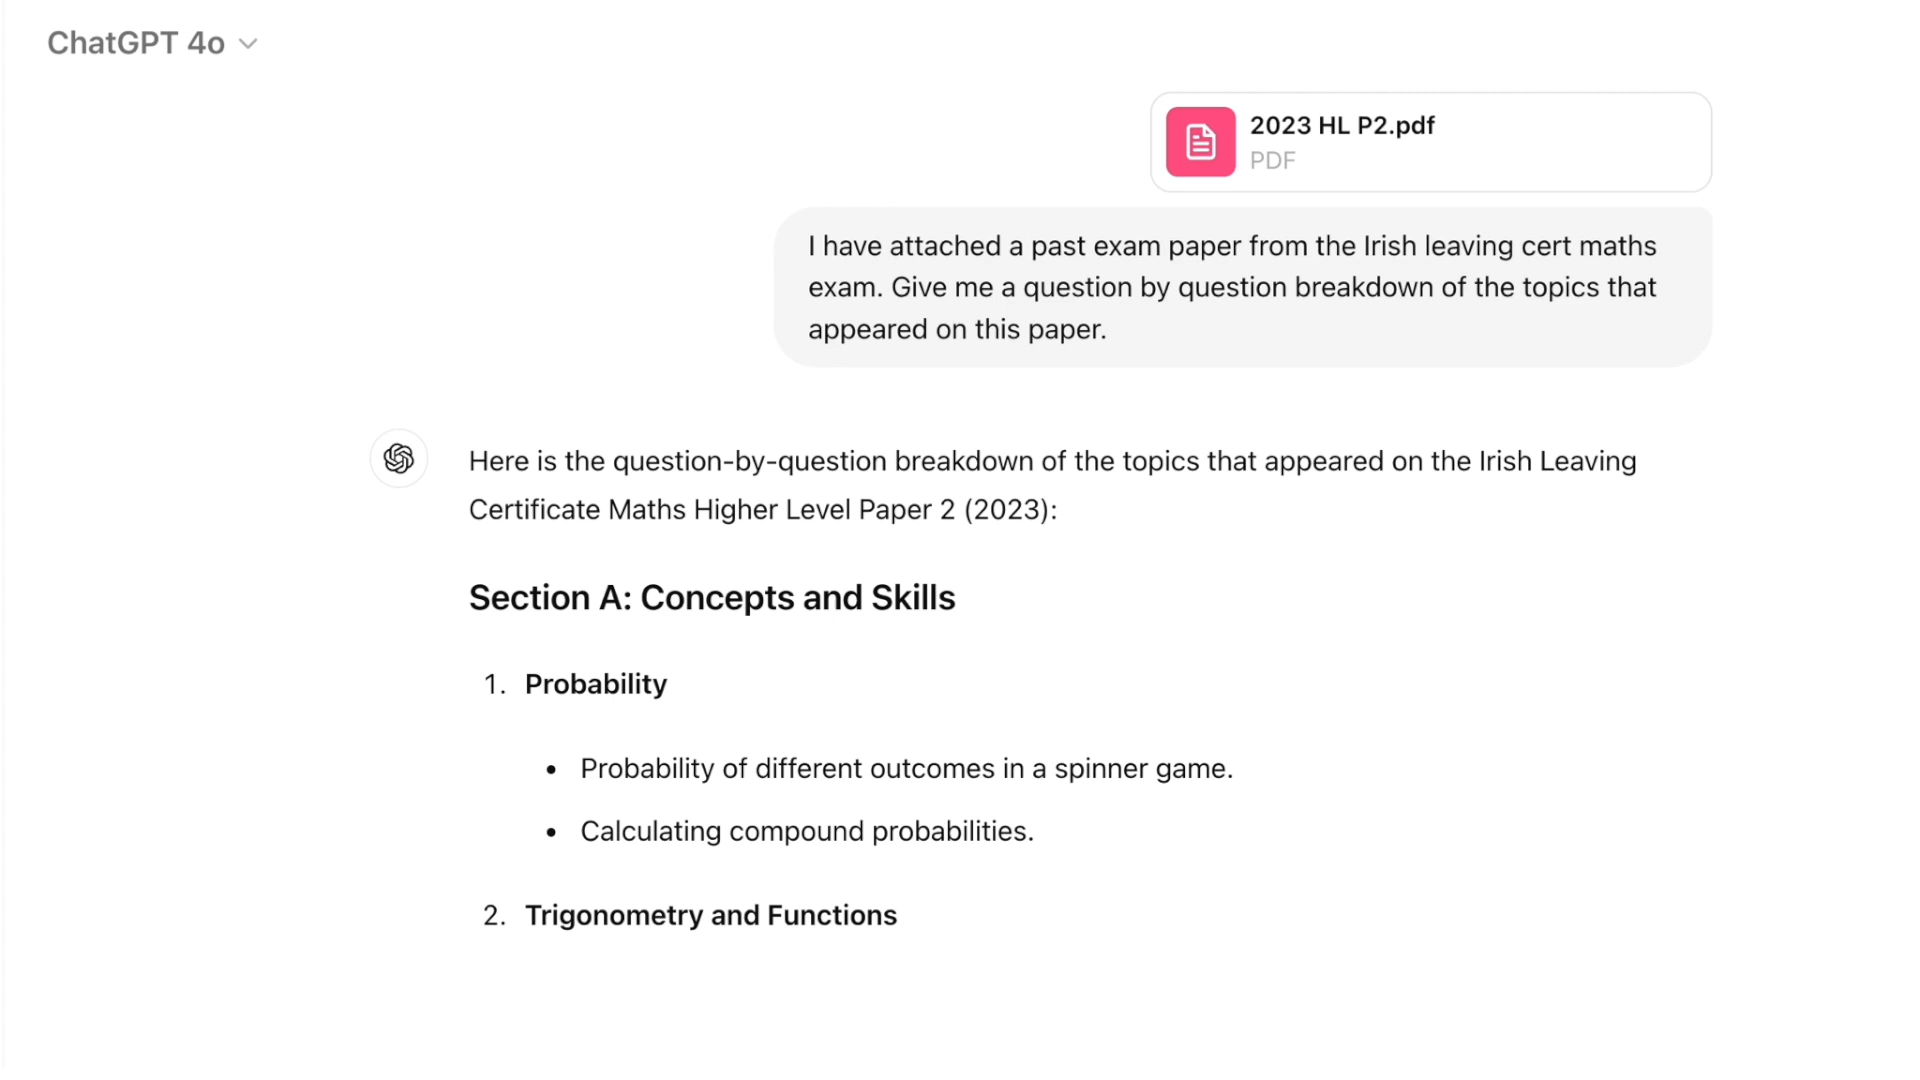 ChatGPT 4o
2023 HL P2.pdf
PDF
I have attached a past exam paper from the Irish leaving cert maths
exam. Give me a question by question breakdown of the topics that
appeared on this paper.
Here is the question-by-question breakdown of the topics that appeared on the Irish Leaving
Certificate Maths Higher Level Paper 2 (2023):
Section A: Concepts and Skills
1. Probability
• Probability of different outcomes in a spinner game.
• Calculating compound probabilities.
2. Trigonometry and Functions